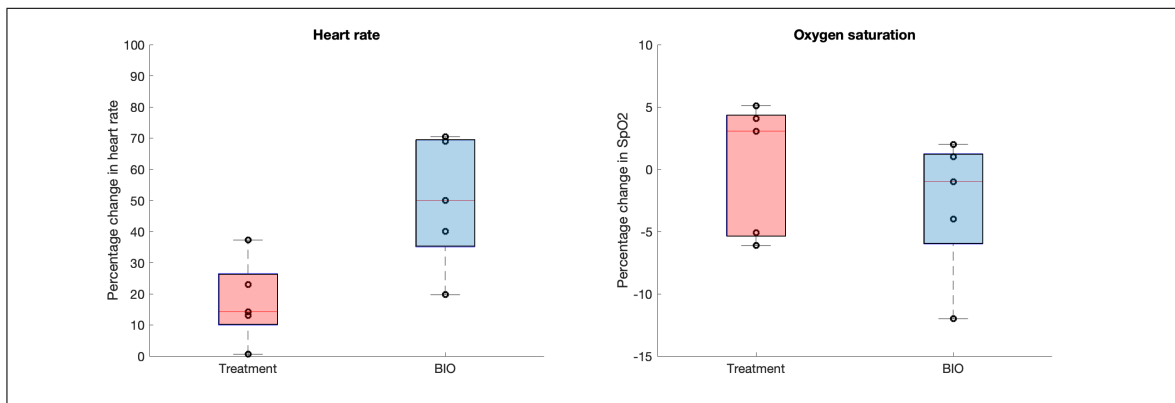 Heart rate
Percentage change in heart rate
100
90
80
70
60
50
40
30
20
10
0
Treatment
BIO
Oxygen saturation
Percentage change in SpO2
10
5
0
-5
-10
-15
Treatment
BIO